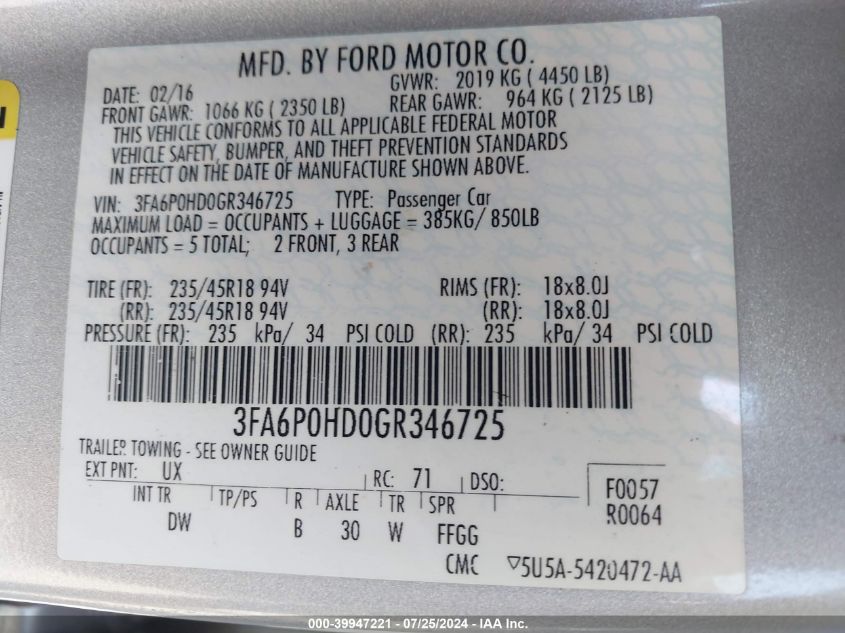 MFD. BY FORD MOTOR CO.
DATE: 02/16 GVWR: 2019 KG ( 4450 LB)
FRONT GAWR: 1066 KG ( 2350 LB) REAR GAWR: 964 KG ( 2125 LB)
THIS VEHICLE CONFORMS TO ALL APPLICABLE FEDERAL MOTOR
VEHICLE SAFETY, BUMPER, AND THEFT PREVENTION STANDARDS
IN EFFECT ON THE DATE OF MANUFACTURE SHOWN ABOVE.
VIN: 3FA6P0HD0GR346725 TYPE: Passenger Car
MAXIMUM LOAD = OCCUPANTS + LUGGAGE = 385KG/ 850LB
OCCUPANTS = 5 TOTAL; 2 FRONT, 3 REAR
TIRE (FR): 235/45R18 94V RIMS (FR): 18x8.0J
(RR): 235/45R18 94V (RR): 18x8.0J
PRESSURE (FR): 235 kPa/ 34 PSI COLD (RR): 235 kPa/ 34 PSI COLD
3FA6P0HD0GR346725
TRAILER TOWING - SEE OWNER GUIDE
EXT PNT: UX RC: 71 DSO:
INT TR TP/PS R AXLE TR SPR
DW B 30 W FFGG
F0057
R0064
CMC ▽5U5A-5420472-AA
000-39947221 - 07/25/2024 - IAA Inc.